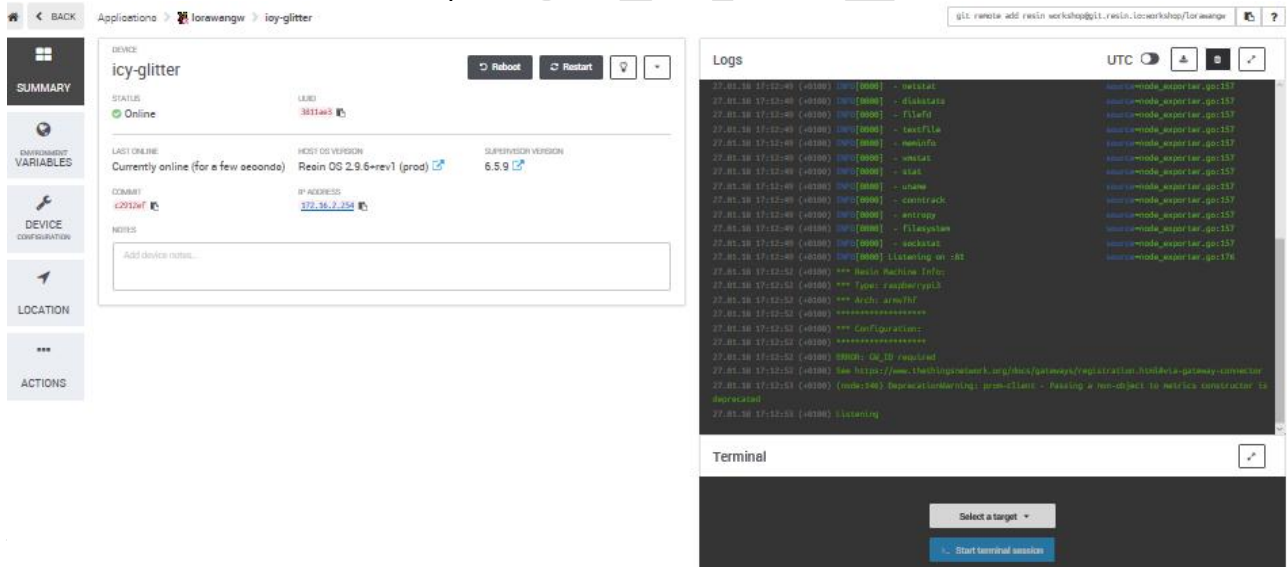 BACK
Applications > lorawangw > icy-glitter
git remote add resin workshop@git.resin.io:workshop/lorawangw
?
SUMMARY
ENVIRONMENT
VARIABLES
DEVICE
CONFIGURATION
LOCATION
ACTIONS
DEVICE
icy-glitter
Reboot
Restart
STATUS
UUID
Online
3811ae3
LAST ONLINE
HOST OS VERSION
SUPERVISOR VERSION
Currently online (for a few seconds)
Resin OS 2.9.6+rev1 (prod)
6.5.9
COMMIT
IP ADDRESS
c2912ef
172.16.2.254
NOTES
Add device notes...
Logs
UTC
27.01.18 17:12:49 (+0100) INFO[0000] - netstat source=node_exporter.go:157
27.01.18 17:12:49 (+0100) INFO[0000] - diskstats source=node_exporter.go:157
27.01.18 17:12:49 (+0100) INFO[0000] - filefd source=node_exporter.go:157
27.01.18 17:12:49 (+0100) INFO[0000] - textfile source=node_exporter.go:157
27.01.18 17:12:49 (+0100) INFO[0000] - meminfo source=node_exporter.go:157
27.01.18 17:12:49 (+0100) INFO[0000] - vmstat source=node_exporter.go:157
27.01.18 17:12:49 (+0100) INFO[0000] - stat source=node_exporter.go:157
27.01.18 17:12:49 (+0100) INFO[0000] - uname source=node_exporter.go:157
27.01.18 17:12:49 (+0100) INFO[0000] - conntrack source=node_exporter.go:157
27.01.18 17:12:49 (+0100) INFO[0000] - entropy source=node_exporter.go:157
27.01.18 17:12:49 (+0100) INFO[0000] - filesystem source=node_exporter.go:157
27.01.18 17:12:49 (+0100) INFO[0000] - sockstat source=node_exporter.go:157
27.01.18 17:12:49 (+0100) INFO[0000] Listening on :81 source=node_exporter.go:176
27.01.18 17:12:52 (+0100) *** Resin Machine Info:
27.01.18 17:12:52 (+0100) *** Type: raspberrypi3
27.01.18 17:12:52 (+0100) *** Arch: armv7hf
27.01.18 17:12:52 (+0100) *******************
27.01.18 17:12:52 (+0100) *** Configuration:
27.01.18 17:12:52 (+0100) *******************
27.01.18 17:12:52 (+0100) ERROR: GW_ID required
27.01.18 17:12:52 (+0100) See https://www.thethingsnetwork.org/docs/gateways/registration.html#via-gateway-connector
27.01.18 17:12:53 (+0100) (node:140) DeprecationWarning: prom-client - Passing a non-object to metrics constructor is
deprecated
27.01.18 17:12:53 (+0100) Listening
Terminal
Select a target
Start terminal session